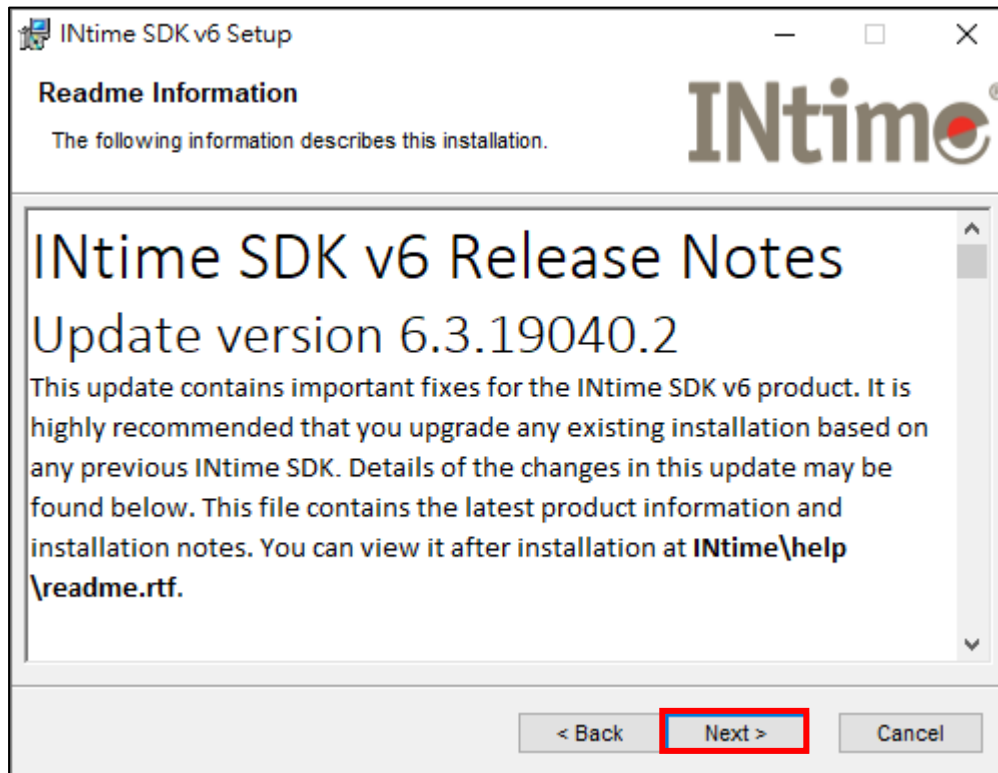 INtime SDK v6 Setup
Readme Information
The following information describes this installation.
INtime®
INtime SDK v6 Release Notes
Update version 6.3.19040.2
This update contains important fixes for the INtime SDK v6 product. It is
highly recommended that you upgrade any existing installation based on
any previous INtime SDK. Details of the changes in this update may be
found below. This file contains the latest product information and
installation notes. You can view it after installation at INtime\help
\readme.rtf.
< Back Next > Cancel